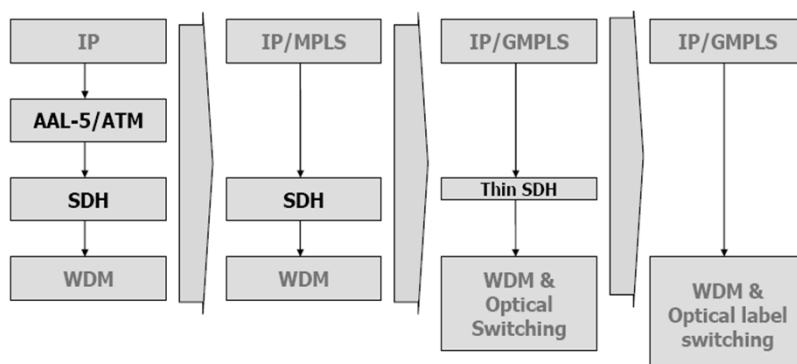 IP
AAL-5/ATM
SDH
WDM
IP/MPLS
SDH
WDM
IP/GMPLS
Thin SDH
WDM &
Optical
Switching
IP/GMPLS
WDM &
Optical label
switching